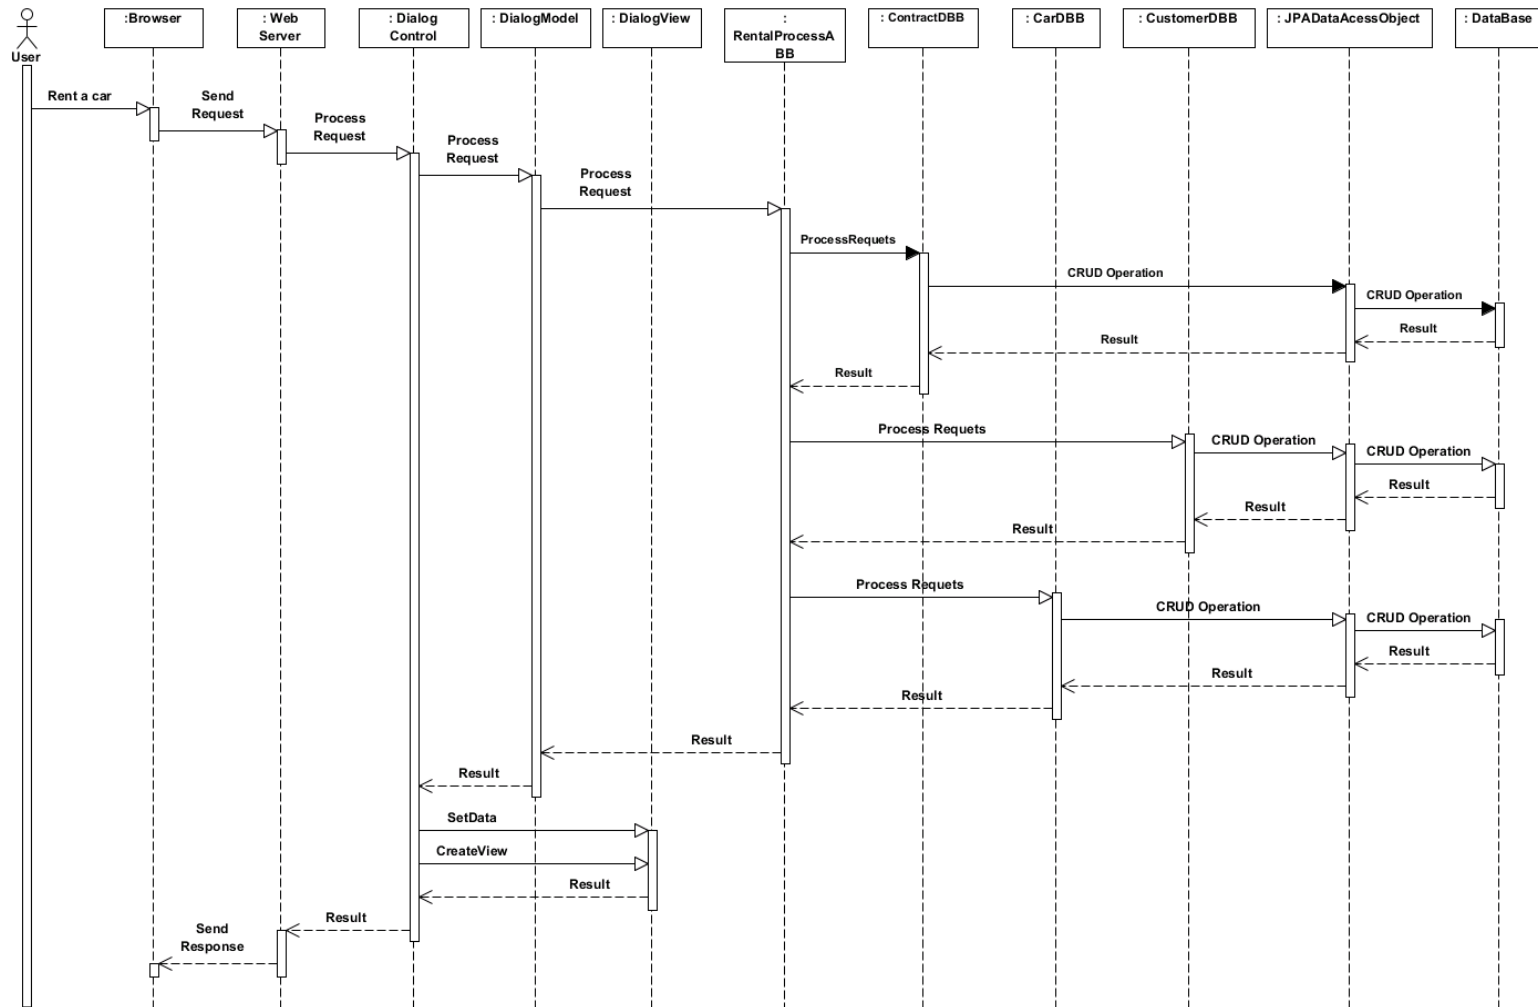 :Browser
: Web
Server
: Dialog
Control
: DialogModel
: DialogView
:
RentalProcessA
BB
: ContractDBB
: CarDBB
: CustomerDBB
: JPADataAcessObject
: DataBase
User
Rent a car
Send
Request
Process
Request
Process
Request
Process
Request
ProcessRequets
CRUD Operation
CRUD Operation
Result
Result
Result
Process Requets
CRUD Operation
CRUD Operation
Result
Result
Result
Process Requets
CRUD Operation
CRUD Operation
Result
Result
Result
Result
Result
SetData
CreateView
Result
Result
Send
Response